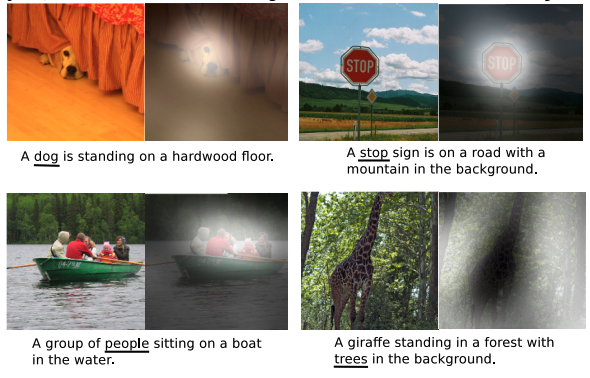 STOP
STOP
A dog is standing on a hardwood floor.
A stop sign is on a road with a
mountain in the background.
A group of people sitting on a boat
in the water.
A giraffe standing in a forest with
trees in the background.